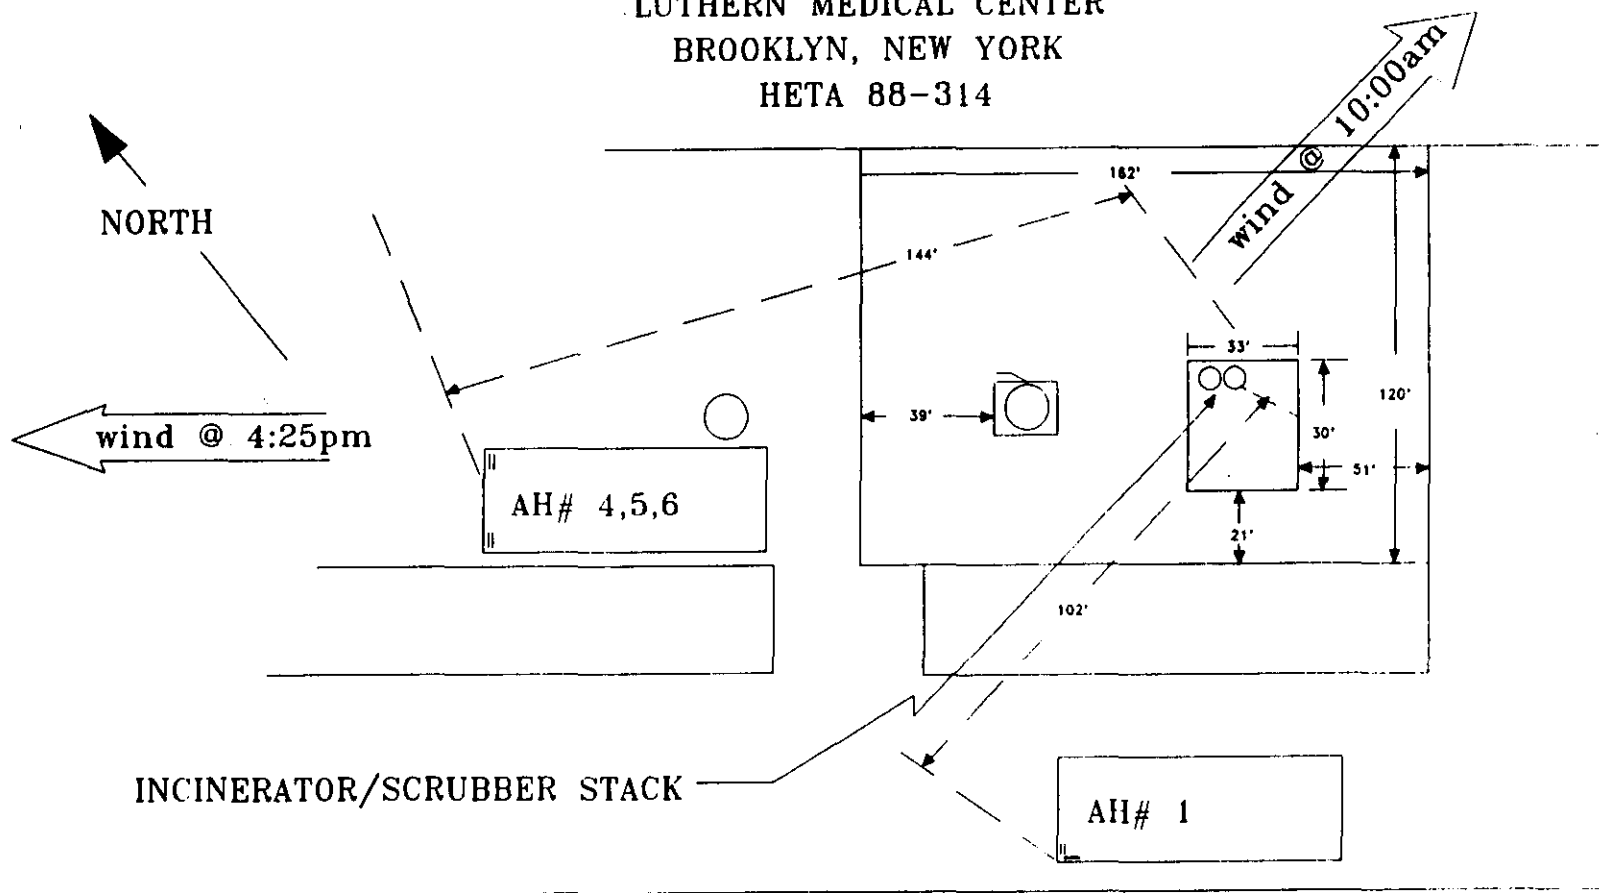 LUTHERN MEDICAL CENTER
BROOKLYN, NEW YORK
HETA 88-314
wind @ 10:00am
NORTH
162'
144'
33'
39'
120'
30'
51'
21'
wind @ 4:25pm
AH# 4,5,6
102'
INCINERATOR/SCRUBBER STACK
AH# 1